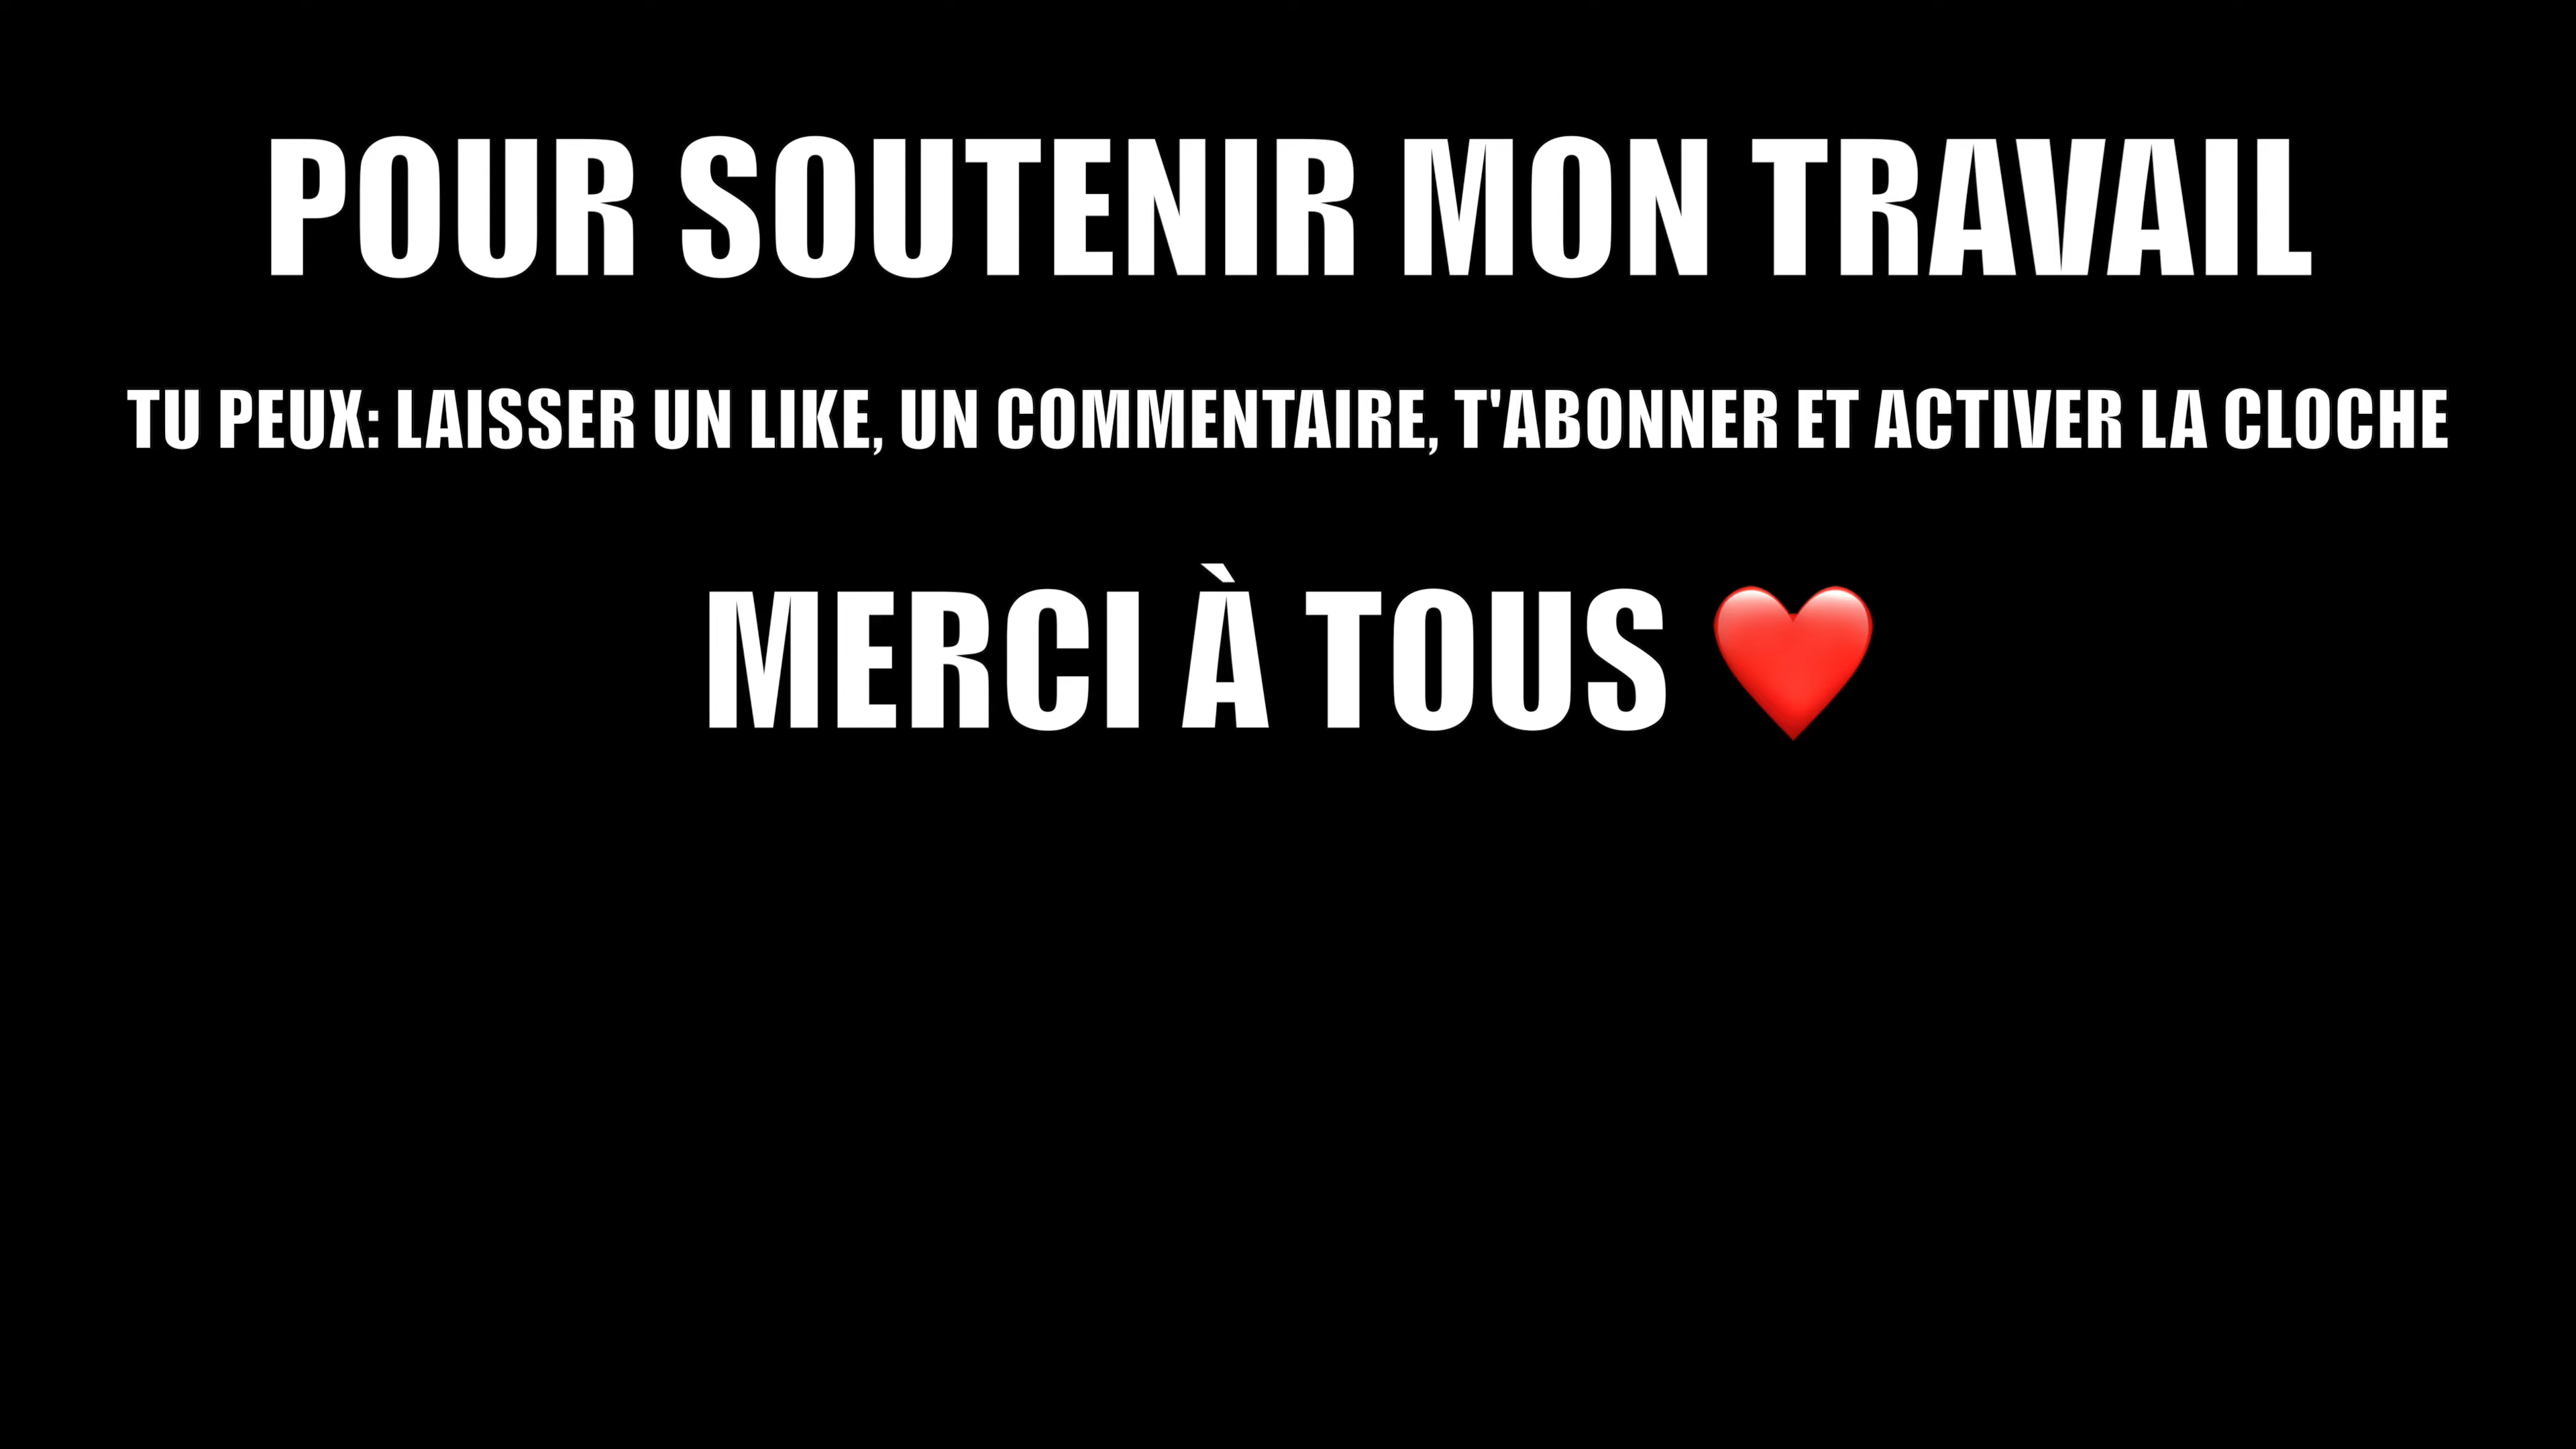 POUR SOUTENIR MON TRAVAIL
TU PEUX: LAISSER UN LIKE, UN COMMENTAIRE, T'ABONNER ET ACTIVER LA CLOCHE
MERCI À TOUS ❤️